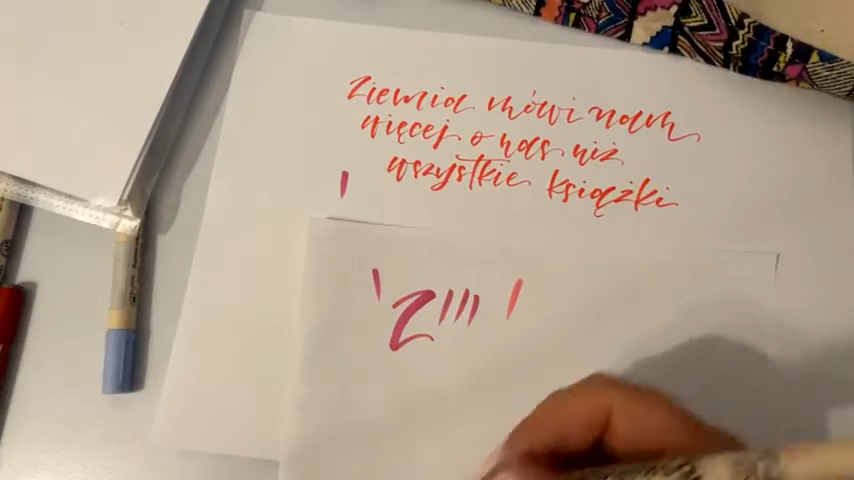 Ziemia mówi nam
więcej o nas niż
wszystkie książki
Z